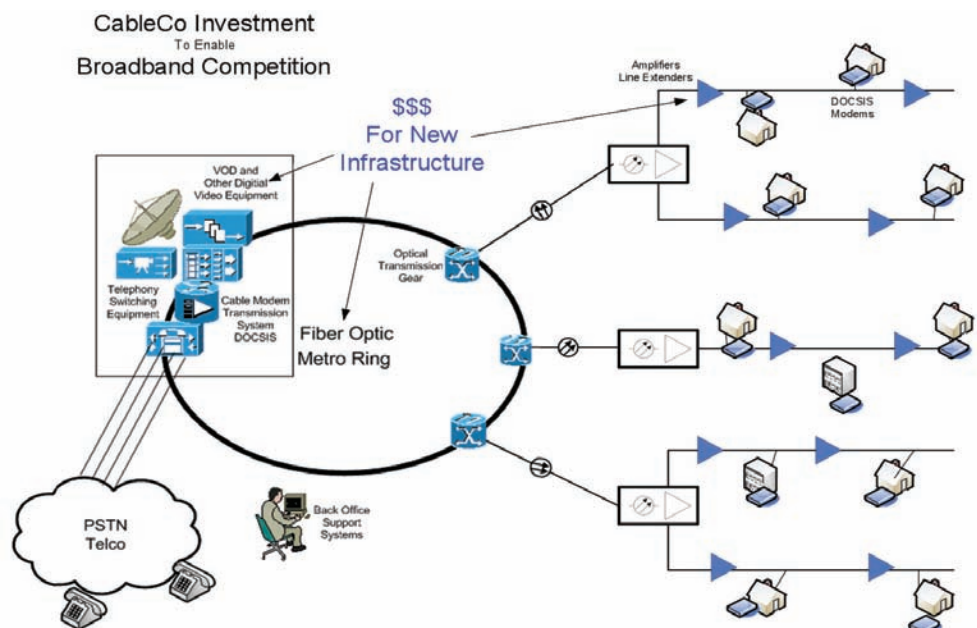 CableCo Investment
To Enable
Broadband Competition
$$$
For New
Infrastructure
Amplifiers
Line Extenders
DOCSIS
Modems
VOD and
Other Digitial
Video Equipment
Telephony
Switching
Equipment
Cable Modem
Transmission
System
DOCSIS
Optical
Transmission
Gear
Fiber Optic
Metro Ring
PSTN
Telco
Back Office
Support
Systems